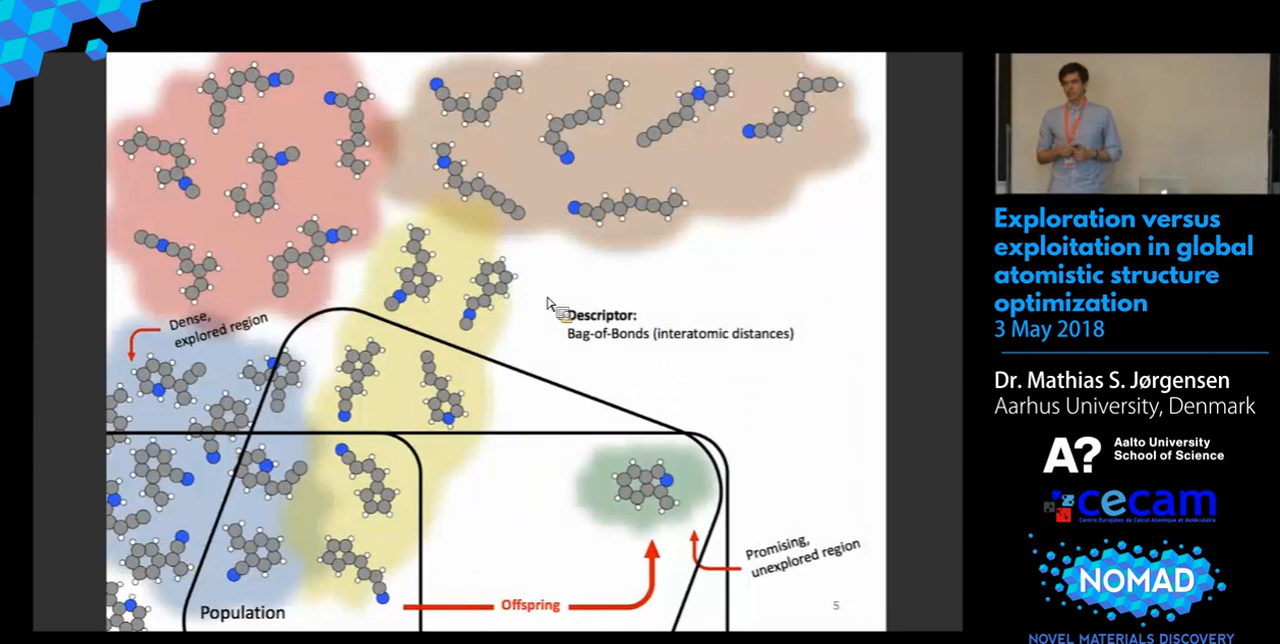 Dense,
explored region
Descriptor:
Bag-of-Bonds (interatomic distances)
Promising,
unexplored region
Population
Offspring
5
Exploration versus
exploitation in global
atomistic structure
optimization
3 May 2018
Dr. Mathias S. Jørgensen
Aarhus University, Denmark
A?
Aalto University
School of Science
cecam
Centre Européen de Calcul Atomique et Moléculaire
NOMAD
NOVEL MATERIALS DISCOVERY